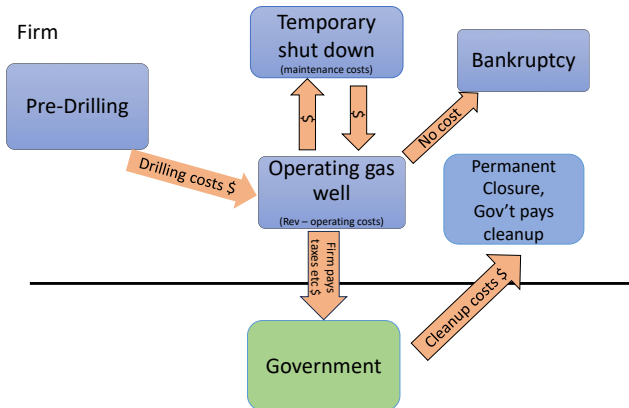 Firm
Pre-Drilling
Temporary
shut down
(maintenance costs)
Bankruptcy
$
$
No cost
Drilling costs $
Operating gas
well
(Rev – operating costs)
Permanent
Closure,
Gov't pays
cleanup
Firm pays
taxes etc $
Cleanup costs $
Government